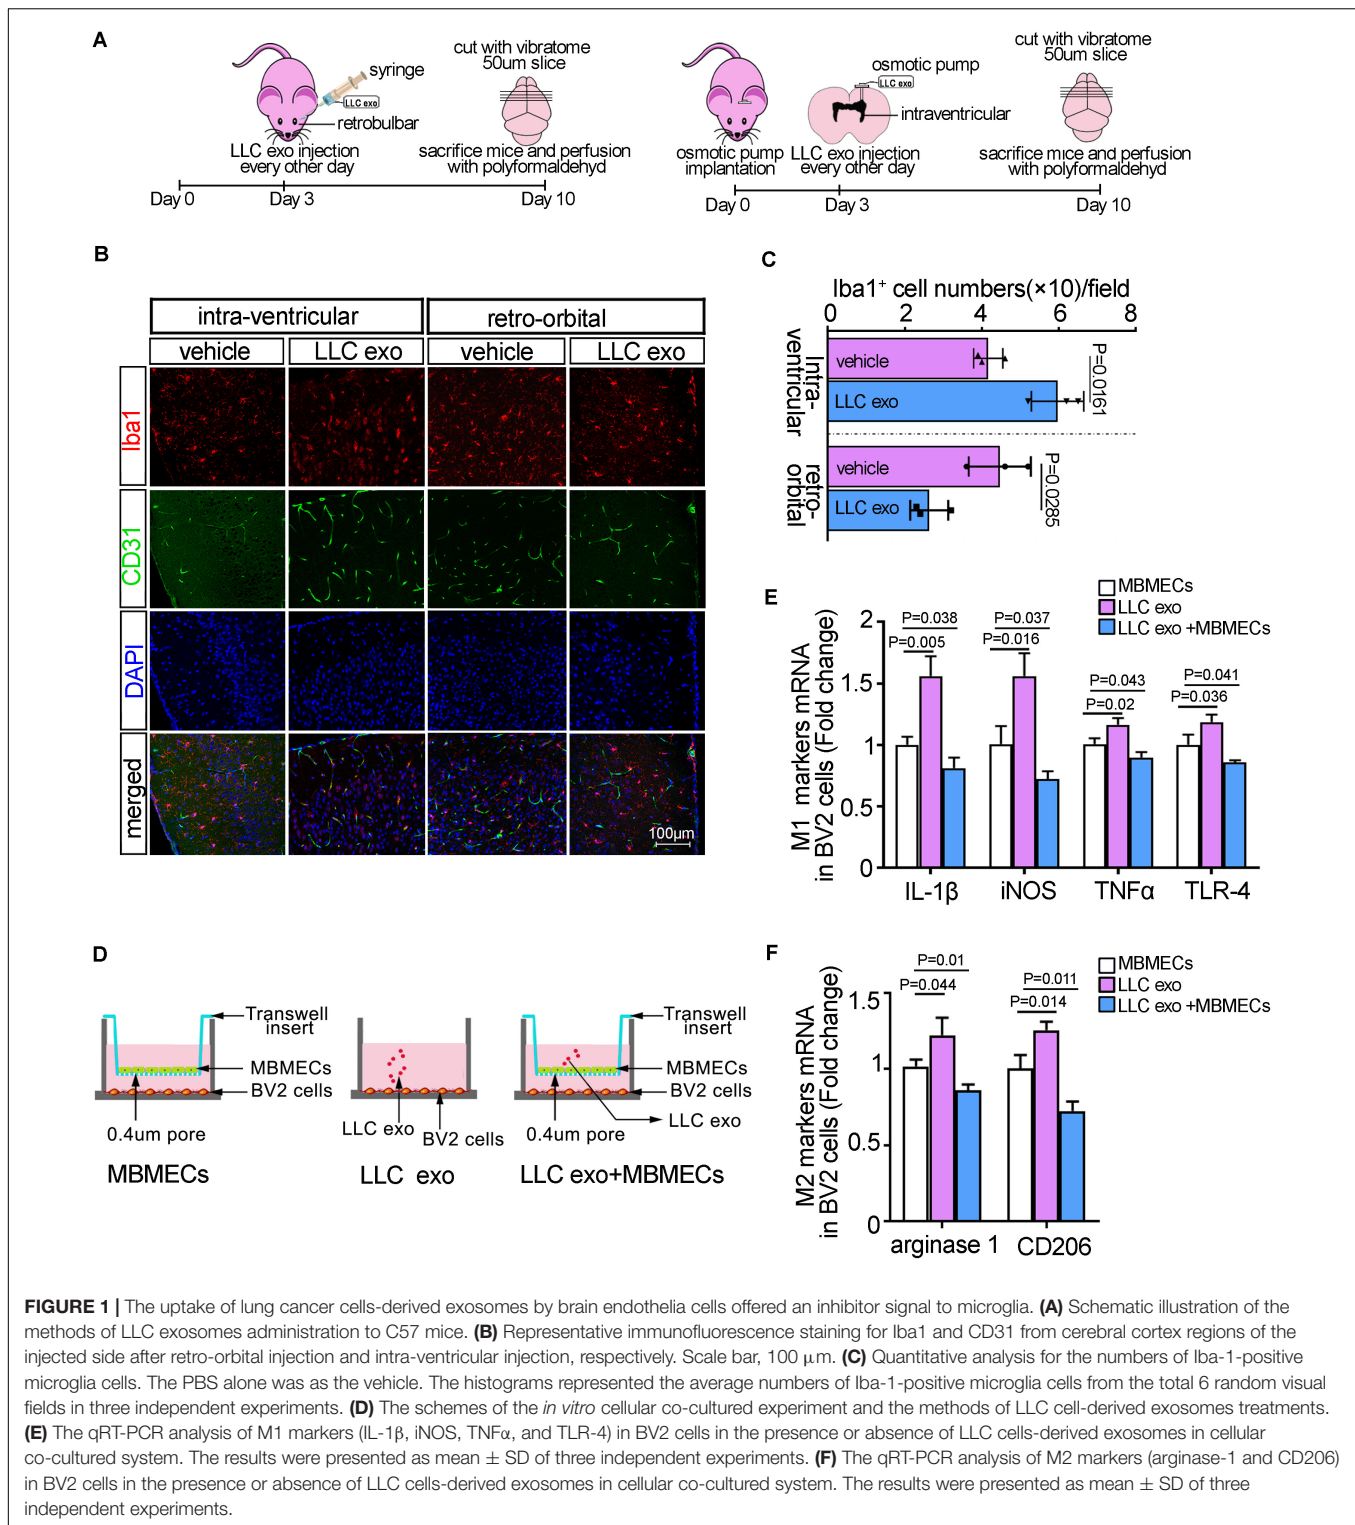 A
cut with vibratome
50um slice
syringe
LLC exo
retrobulbar
LLC exo injection
every other day
sacrifice mice and perfusion
with polyformaldehyd
Day 0
Day 3
Day 10
cut with vibratome
50um slice
osmotic pump
LLC exo
intraventricular
osmotic pump
implantation
LLC exo injection
every other day
sacrifice mice and perfusion
with polyformaldehyd
Day 0
Day 3
Day 10
B
intra-ventricular
retro-orbital
vehicle
LLC exo
vehicle
LLC exo
Iba1
CD31
DAPI
merged
100μm
C
Iba1+ cell numbers(×10)/field
0 2 4 6 8
Intra-
ventricular
vehicle
LLC exo
P=0.0161
retro-
orbital
vehicle
LLC exo
P=0.0285
D
Transwell
insert
MBMECs
BV2 cells
0.4um pore
MBMECs
LLC exo
BV2 cells
LLC exo
Transwell
insert
MBMECs
BV2 cells
LLC exo
0.4um pore
LLC exo+MBMECs
E
MBMECs
LLC exo
LLC exo +MBMECs
M1 markers mRNA
in BV2 cells (Fold change)
2
1.5
1
0.5
0
P=0.038
P=0.005
P=0.037
P=0.016
P=0.043
P=0.02
P=0.041
P=0.036
IL-1β
iNOS
TNFα
TLR-4
F
MBMECs
LLC exo
LLC exo +MBMECs
M2 markers mRNA
in BV2 cells (Fold change)
1.5
1
0.5
0
P=0.01
P=0.044
P=0.011
P=0.014
arginase 1
CD206
FIGURE 1 | The uptake of lung cancer cells-derived exosomes by brain endothelia cells offered an inhibitor signal to microglia. (A) Schematic illustration of the
methods of LLC exosomes administration to C57 mice. (B) Representative immunofluorescence staining for Iba1 and CD31 from cerebral cortex regions of the
injected side after retro-orbital injection and intra-ventricular injection, respectively. Scale bar, 100 μm. (C) Quantitative analysis for the numbers of Iba-1-positive
microglia cells. The PBS alone was as the vehicle. The histograms represented the average numbers of Iba-1-positive microglia cells from the total 6 random visual
fields in three independent experiments. (D) The schemes of the in vitro cellular co-cultured experiment and the methods of LLC cell-derived exosomes treatments.
(E) The qRT-PCR analysis of M1 markers (IL-1β, iNOS, TNFα, and TLR-4) in BV2 cells in the presence or absence of LLC cells-derived exosomes in cellular
co-cultured system. The results were presented as mean ± SD of three independent experiments. (F) The qRT-PCR analysis of M2 markers (arginase-1 and CD206)
in BV2 cells in the presence or absence of LLC cells-derived exosomes in cellular co-cultured system. The results were presented as mean ± SD of three
independent experiments.